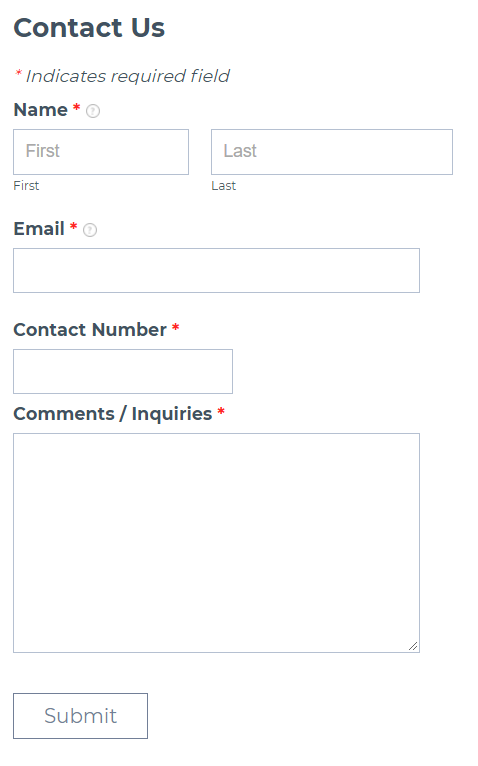 Contact Us
* Indicates required field
Name * ?
First Last
First Last
Email * ?
Contact Number *
Comments / Inquiries *
Submit